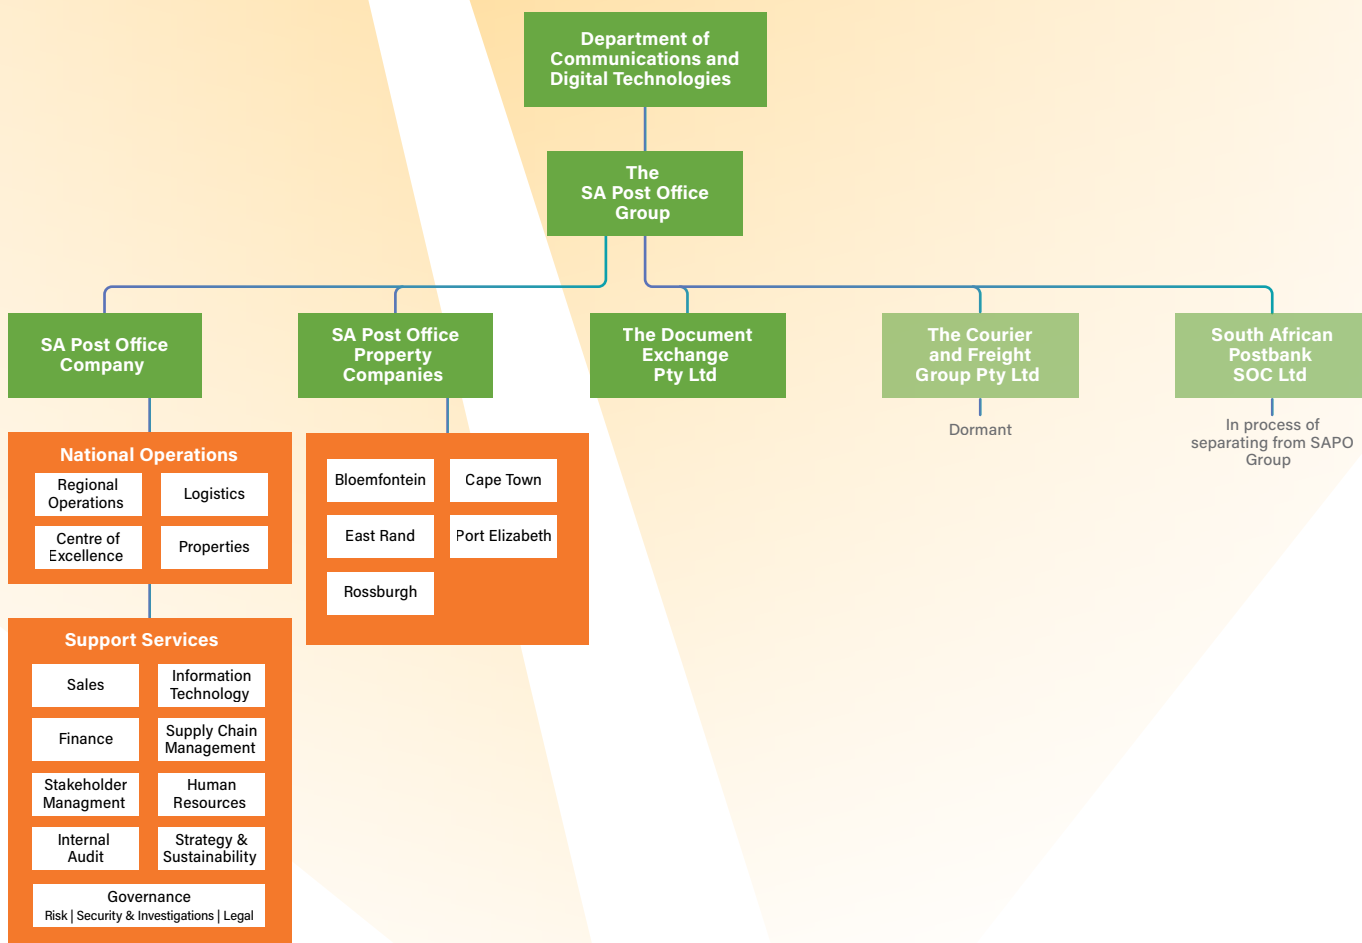 Department of
Communications and
Digital Technologies
The
SA Post Office
Group
SA Post Office
Company
SA Post Office
Property
Companies
The Document
Exchange
Pty Ltd
The Courier
and Freight
Group Pty Ltd
South African
Postbank
SOC Ltd
Dormant
In process of
separating from SAPO
Group
National Operations
Regional
Operations
Logistics
Centre of
Excellence
Properties
Bloemfontein
Cape Town
East Rand
Port Elizabeth
Rossburgh
Support Services
Sales
Information
Technology
Finance
Supply Chain
Management
Stakeholder
Managment
Human
Resources
Internal
Audit
Strategy &
Sustainability
Governance
Risk | Security & Investigations | Legal